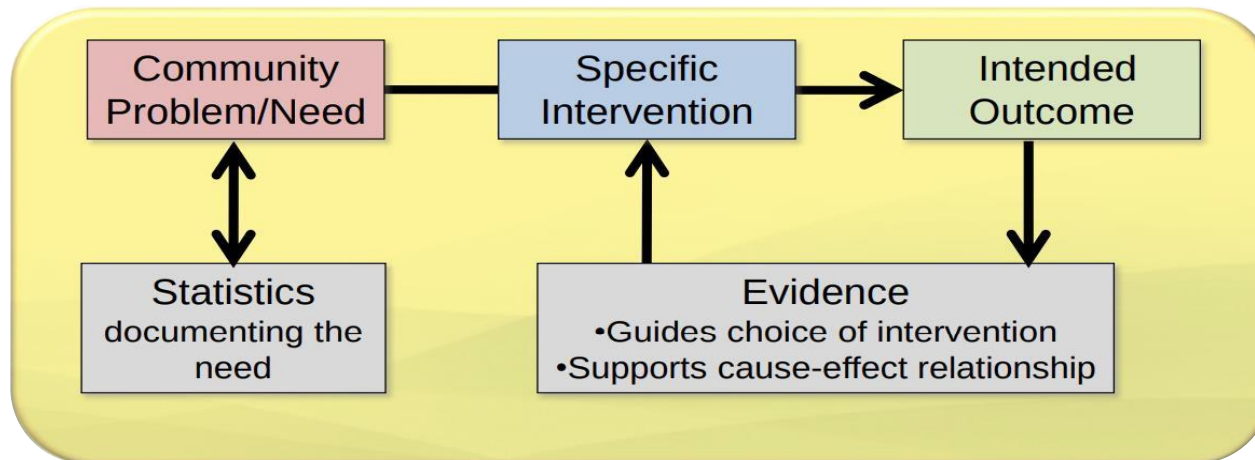 Community
Problem/Need
Specific
Intervention
Intended
Outcome
Statistics
documenting the
need
Evidence
•Guides choice of intervention
•Supports cause-effect relationship